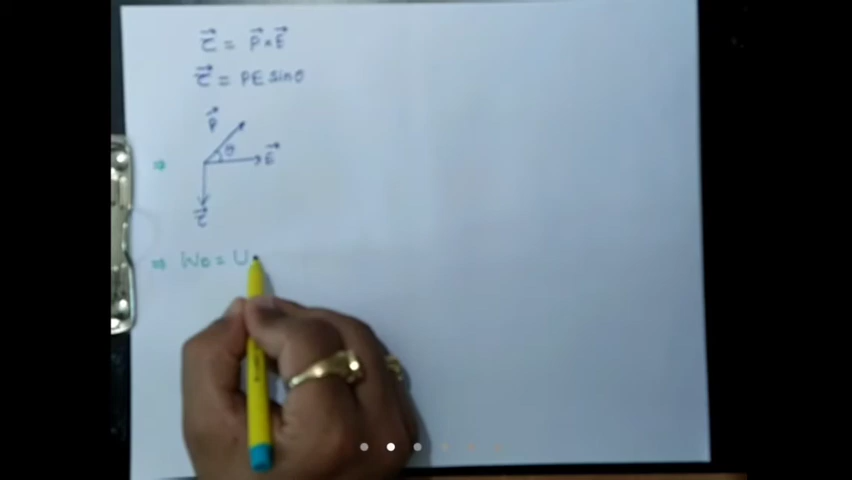 τ⃗ = P⃗ × E⃗
τ⃗ = PE sinθ
P⃗
θ
⇒ E⃗
τ⃗
⇒ Wθ = U